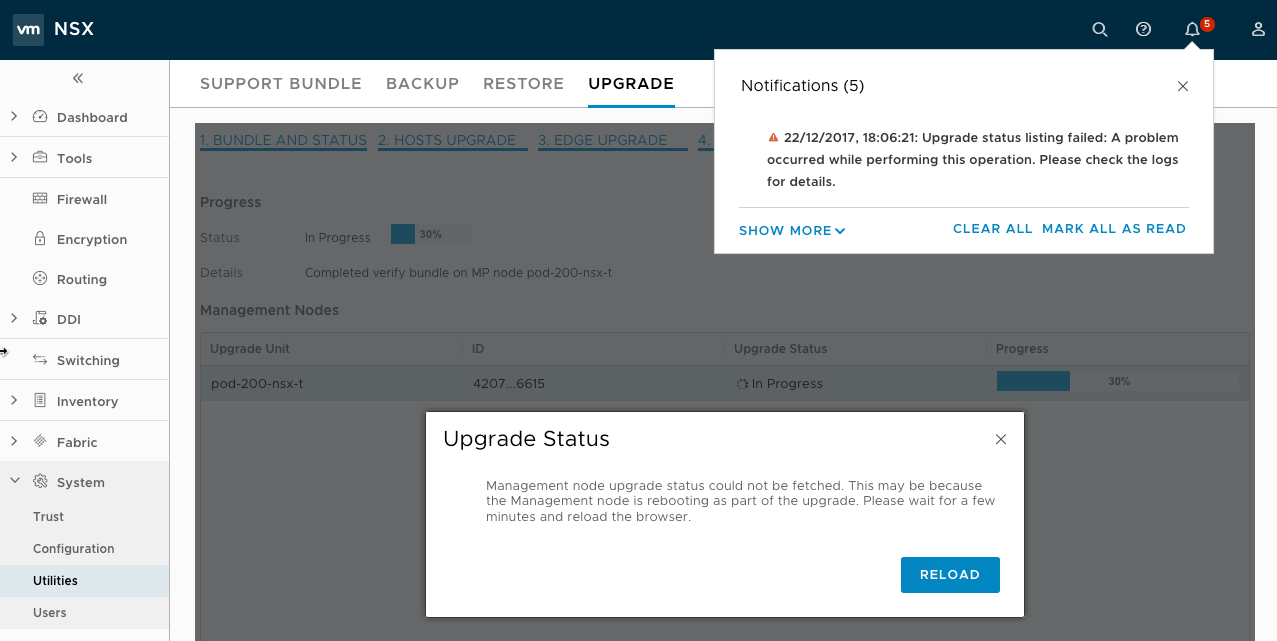 vm NSX
5
SUPPORT BUNDLE BACKUP RESTORE UPGRADE
Dashboard
Tools
Firewall
Encryption
Routing
DDI
Switching
Inventory
Fabric
System
Trust
Configuration
Utilities
Users
Notifications (5)
22/12/2017, 18:06:21: Upgrade status listing failed: A problem
occurred while performing this operation. Please check the logs
for details.
SHOW MORE CLEAR ALL MARK ALL AS READ
1. BUNDLE AND STATUS 2. HOSTS UPGRADE 3. EDGE UPGRADE 4.
Progress
Status In Progress 30%
Details Completed verify bundle on MP node pod-200-nsx-t
Management Nodes
Upgrade Unit ID Upgrade Status Progress
pod-200-nsx-t 4207...6615 In Progress 30%
Upgrade Status
Management node upgrade status could not be fetched. This may be because
the Management node is rebooting as part of the upgrade. Please wait for a few
minutes and reload the browser.
RELOAD